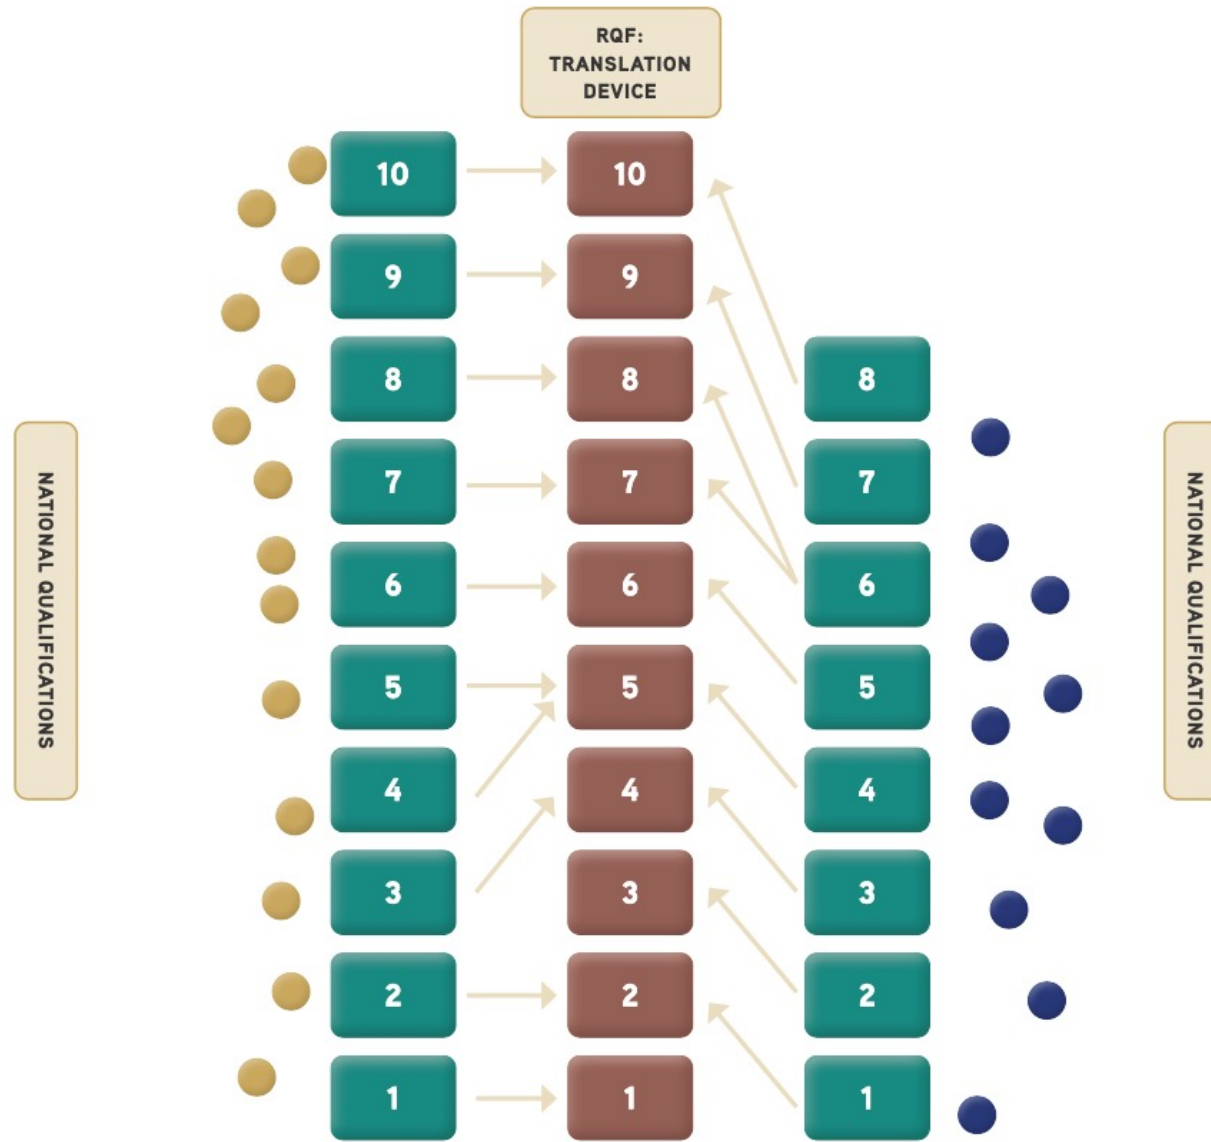 RQF:
TRANSLATION
DEVICE
10 10
9 9
8 8 8
7 7 7
6 6 6
5 5 5
4 4 4
3 3 3
2 2 2
1 1 1
NATIONAL QUALIFICATIONS
NATIONAL QUALIFICATIONS